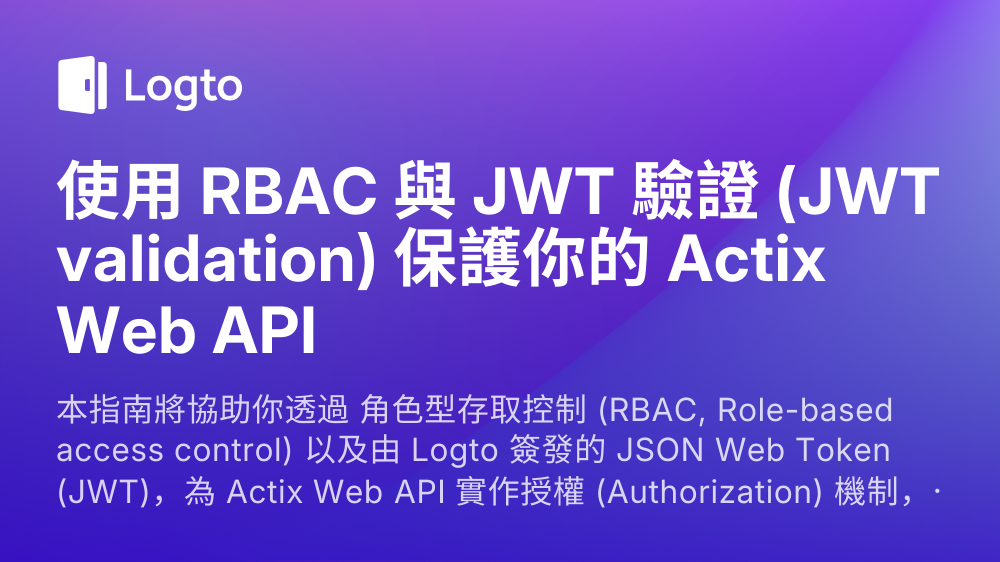 Logto
使用 RBAC 與 JWT 驗證 (JWT
validation) 保護你的 Actix
Web API
本指南將協助你透過 角色型存取控制 (RBAC, Role-based
access control) 以及由 Logto 簽發的 JSON Web Token
(JWT)，為 Actix Web API 實作授權 (Authorization) 機制，·